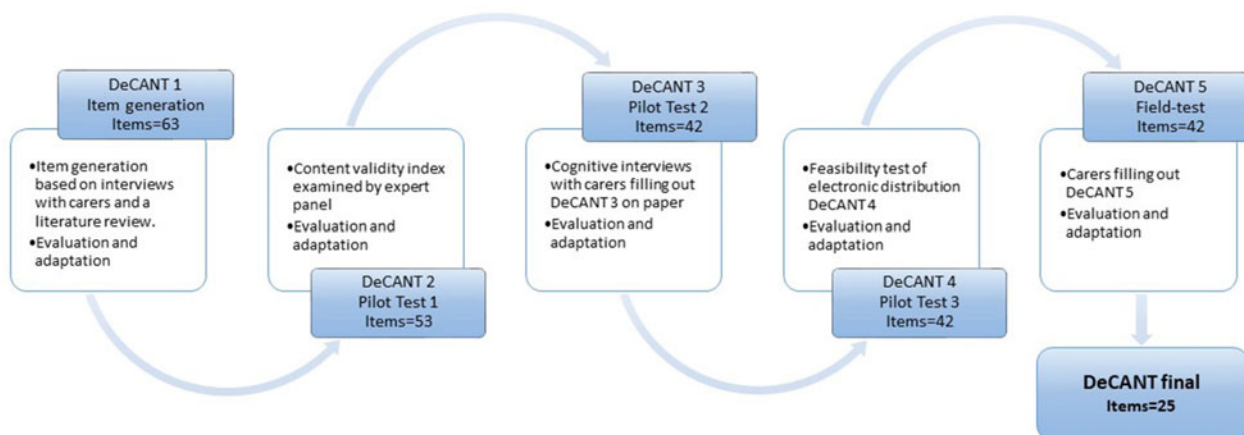 DeCANT 1
Item generation
Items=63
•Item generation
based on interviews
with carers and a
literature review.
•Evaluation and
adaptation
•Content validity index
examined by expert
panel
•Evaluation and
adaptation
DeCANT 2
Pilot Test 1
Items=53
DeCANT 3
Pilot Test 2
Items=42
•Cognitive interviews
with carers filling out
DeCANT 3 on paper
•Evaluation and
adaptation
•Feasibility test of
electronic distribution
DeCANT 4
•Evaluation and
adaptation
DeCANT 4
Pilot Test 3
Items=42
DeCANT 5
Field-test
Items=42
•Carers filling out
DeCANT 5
•Evaluation and
adaptation
DeCANT final
Items=25